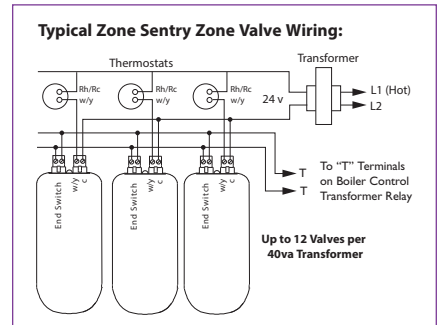 Typical Zone Sentry Zone Valve Wiring:
Thermostats
Transformer
Rh/Rc
w/y
Rh/Rc
w/y
Rh/Rc
w/y
24 v
L1 (Hot)
L2
T
T
To “T” Terminals
on Boiler Control
Transformer Relay
End Switch
w/y
c
End Switch
w/y
c
End Switch
w/y
c
Up to 12 Valves per
40va Transformer